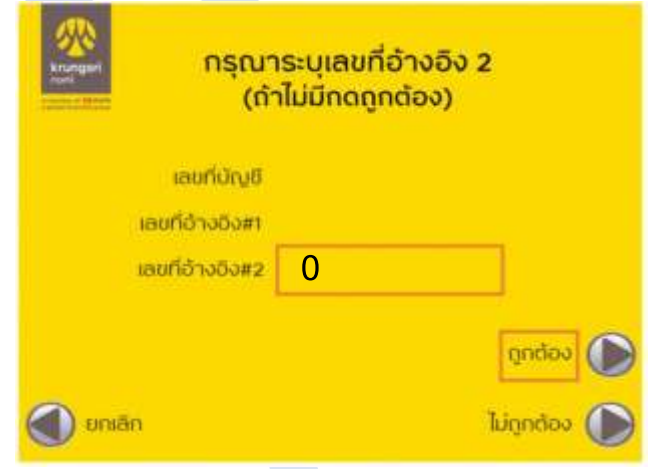 krungsri
กรุณาระบุเลขที่อ้างอิง 2
(ถ้าไม่มีกดถูกต้อง)
เลขที่บัญชี
เลขที่อ้างอิง#1
เลขที่อ้างอิง#2 0
ถูกต้อง
ยกเลิก ไม่ถูกต้อง